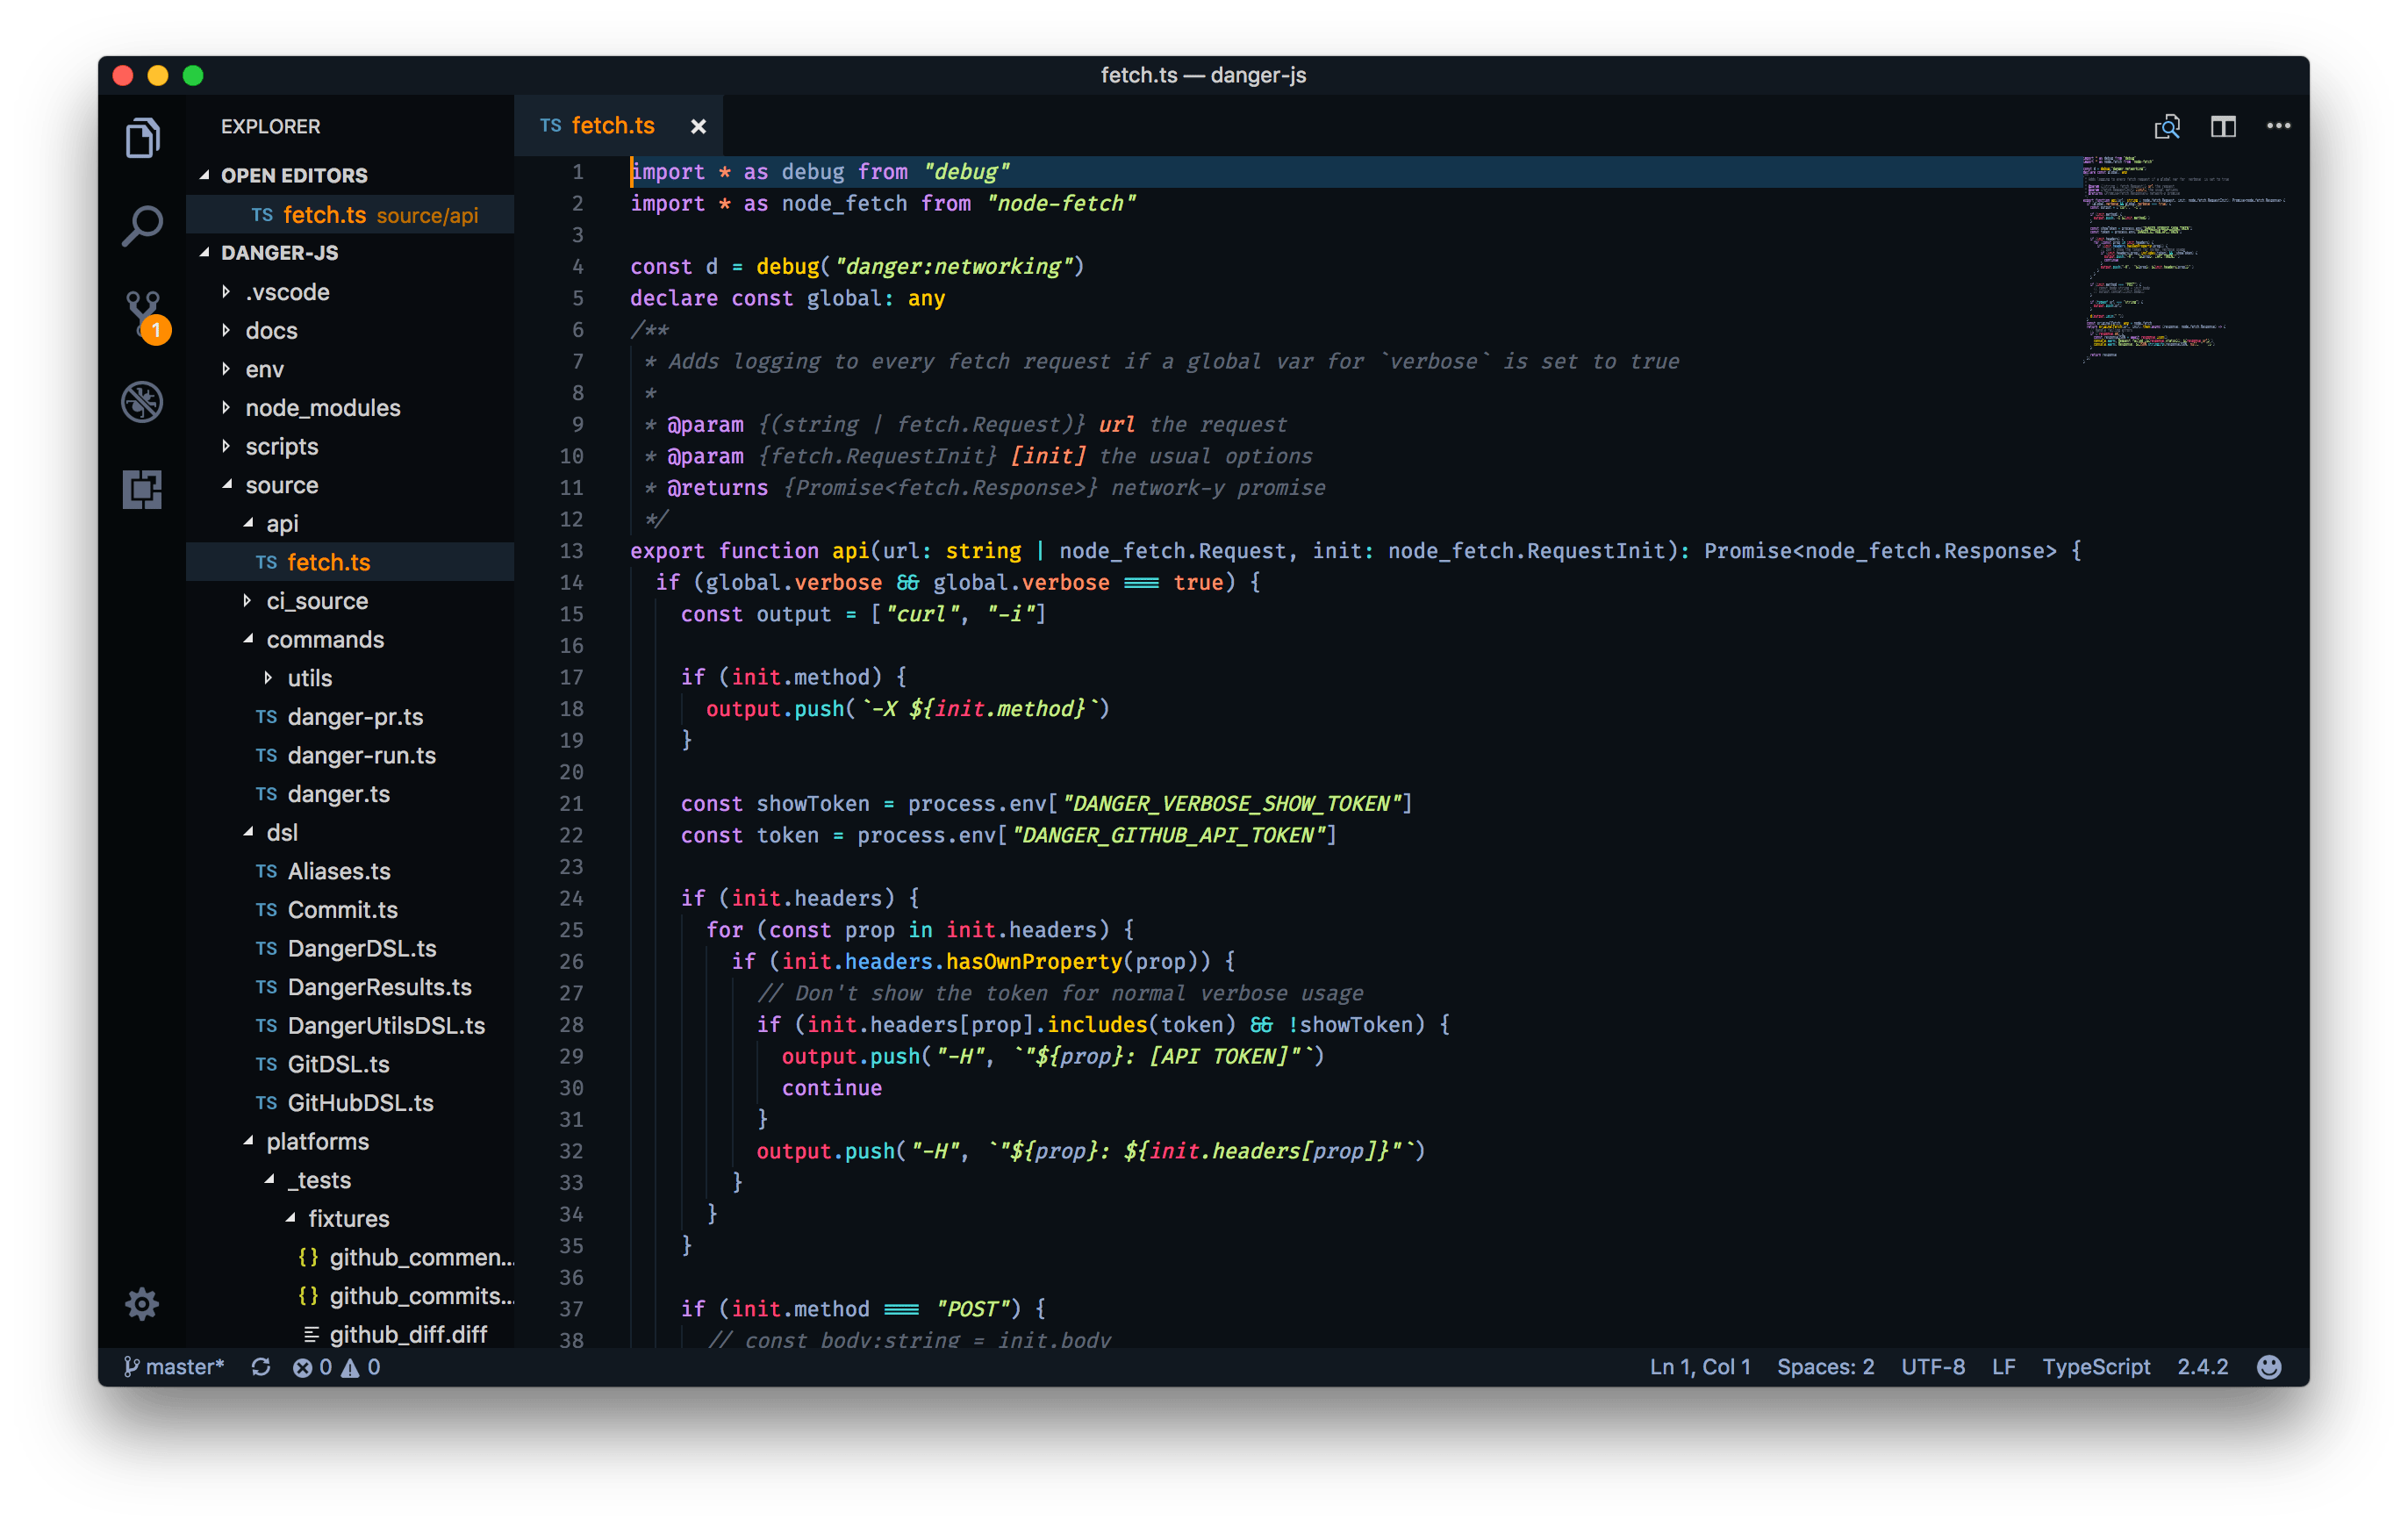 fetch.ts — danger-js
EXPLORER
OPEN EDITORS
TS fetch.ts source/api
DANGER-JS
.vscode
docs
env
node_modules
scripts
source
api
TS fetch.ts
ci_source
commands
utils
TS danger-pr.ts
TS danger-run.ts
TS danger.ts
dsl
TS Aliases.ts
TS Commit.ts
TS DangerDSL.ts
TS DangerResults.ts
TS DangerUtilsDSL.ts
TS GitDSL.ts
TS GitHubDSL.ts
platforms
_tests
fixtures
{} github_commen...
{} github_commits...
github_diff.diff
1
TS fetch.ts ×
1 import * as debug from "debug"
2 import * as node_fetch from "node-fetch"
3
4 const d = debug("danger:networking")
5 declare const global: any
6 /**
7 * Adds logging to every fetch request if a global var for `verbose` is set to true
8 *
9 * @param {(string | fetch.Request)} url the request
10 * @param {fetch.RequestInit} [init] the usual options
11 * @returns {Promise<fetch.Response>} network-y promise
12 */
13 export function api(url: string | node_fetch.Request, init: node_fetch.RequestInit): Promise<node_fetch.Response> {
14 if (global.verbose && global.verbose === true) {
15 const output = ["curl", "-i"]
16
17 if (init.method) {
18 output.push(`-X ${init.method}`)
19 }
20
21 const showToken = process.env["DANGER_VERBOSE_SHOW_TOKEN"]
22 const token = process.env["DANGER_GITHUB_API_TOKEN"]
23
24 if (init.headers) {
25 for (const prop in init.headers) {
26 if (init.headers.hasOwnProperty(prop)) {
27 // Don't show the token for normal verbose usage
28 if (init.headers[prop].includes(token) && !showToken) {
29 output.push("-H", `"${prop}: [API TOKEN]"`)
30 continue
31 }
32 output.push("-H", `"${prop}: ${init.headers[prop]}"`)
33 }
34 }
35 }
36
37 if (init.method === "POST") {
38 // const body:string = init.body
master* 0 0
Ln 1, Col 1 Spaces: 2 UTF-8 LF TypeScript 2.4.2